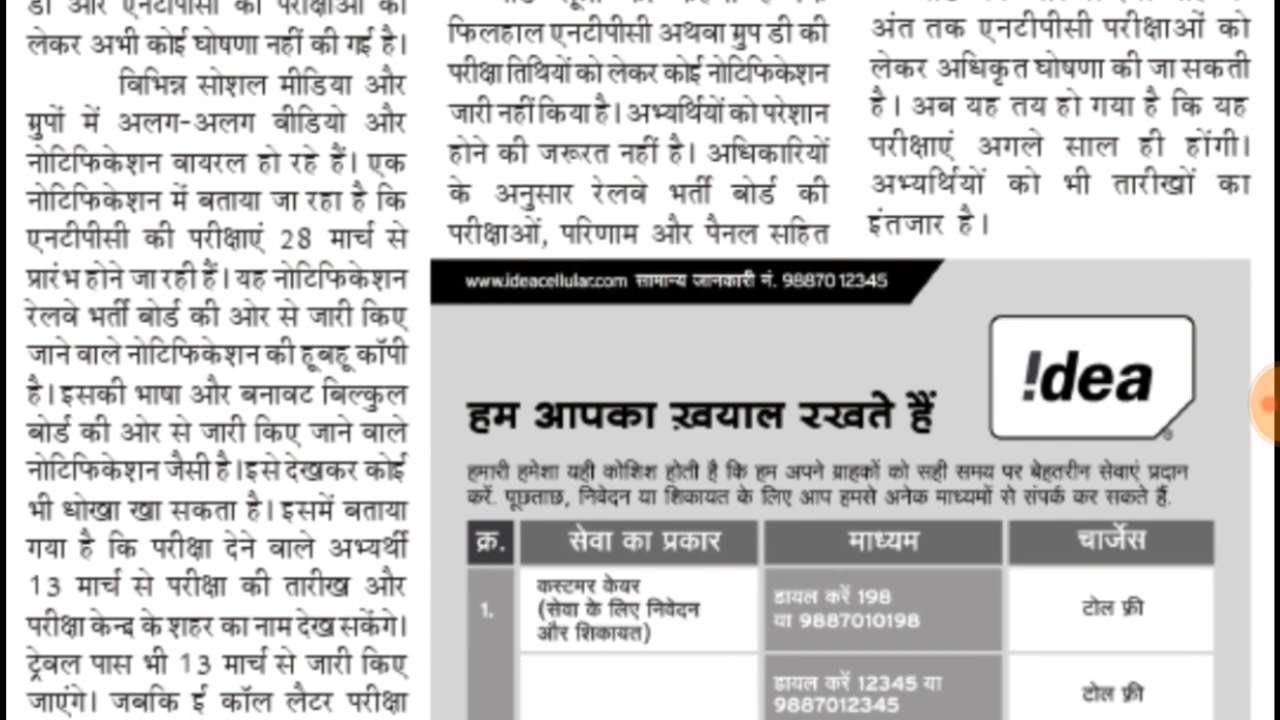 डी और एनटीपीसी की परीक्षाओं को
लेकर अभी कोई घोषणा नहीं की गई है।
विभिन्न सोशल मीडिया और
ग्रुपों में अलग-अलग वीडियो और
नोटिफिकेशन वायरल हो रहे हैं। एक
नोटिफिकेशन में बताया जा रहा है कि
एनटीपीसी की परीक्षाएं 28 मार्च से
प्रारंभ होने जा रही हैं। यह नोटिफिकेशन
रेलवे भर्ती बोर्ड की ओर से जारी किए
जाने वाले नोटिफिकेशन की हूबहू कॉपी
है। इसकी भाषा और बनावट बिल्कुल
बोर्ड की ओर से जारी किए जाने वाले
नोटिफिकेशन जैसी है। इसे देखकर कोई
भी धोखा खा सकता है। इसमें बताया
गया है कि परीक्षा देने वाले अभ्यर्थी
13 मार्च से परीक्षा की तारीख और
परीक्षा केन्द्र के शहर का नाम देख सकेंगे।
ट्रेवल पास भी 13 मार्च से जारी किए
जाएंगे। जबकि ई कॉल लैटर परीक्षा
फिलहाल एनटीपीसी अथवा ग्रुप डी की
परीक्षा तिथियों को लेकर कोई नोटिफिकेशन
जारी नहीं किया है। अभ्यर्थियों को परेशान
होने की जरूरत नहीं है। अधिकारियों
के अनुसार रेलवे भर्ती बोर्ड की
परीक्षाओं, परिणाम और पैनल सहित
अंत तक एनटीपीसी परीक्षाओं को
लेकर अधिकृत घोषणा की जा सकती
है। अब यह तय हो गया है कि यह
परीक्षाएं अगले साल ही होंगी।
अभ्यर्थियों को भी तारीखों का
इंतजार है।
www.ideacellular.com सामान्य जानकारी नं. 9887012345
!dea
हम आपका ख़याल रखते हैं
हमारी हमेशा यही कोशिश होती है कि हम अपने ग्राहकों को सही समय पर बेहतरीन सेवाएं प्रदान
करें. पूछताछ, निवेदन या शिकायत के लिए आप हमसे अनेक माध्यमों से संपर्क कर सकते हैं.
क्र. सेवा का प्रकार माध्यम चार्जेस
1. कस्टमर केयर
(सेवा के लिए निवेदन
और शिकायत)
डायल करें 198
या 9887010198
टोल फ्री
डायल करें 12345 या
9887012345
टोल फ्री